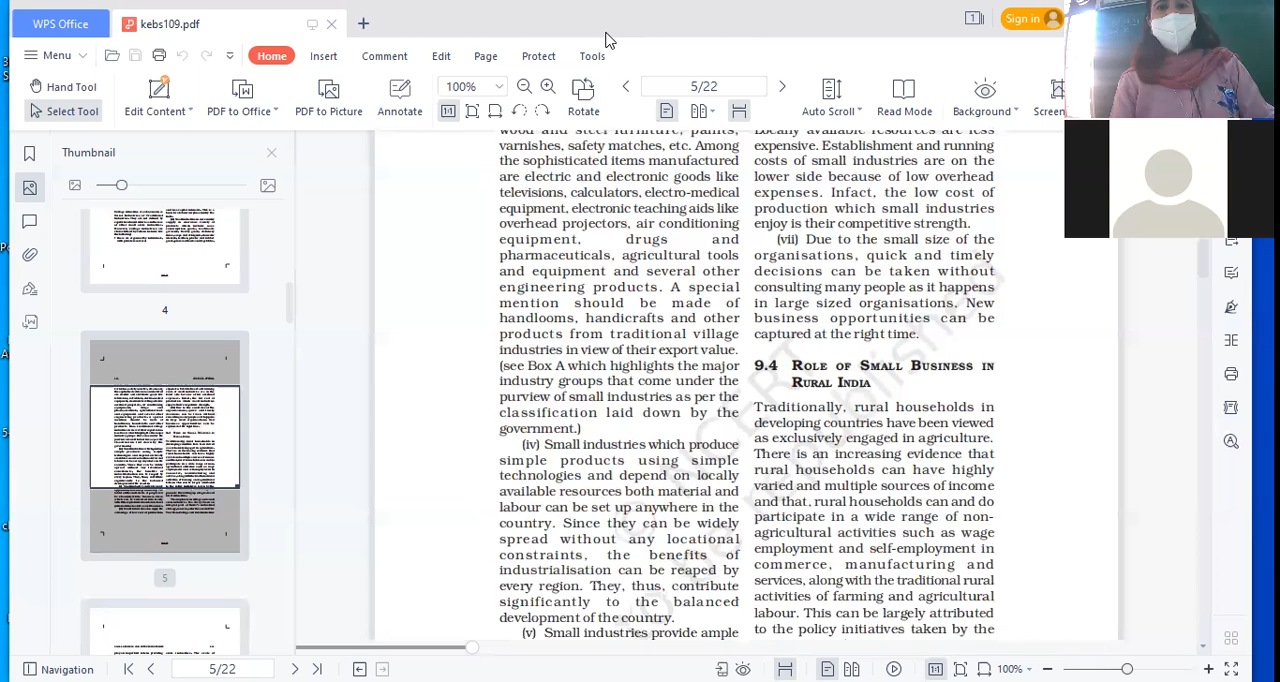 WPS Office
kebs109.pdf
Sign in
Menu
Home
Insert
Comment
Edit
Page
Protect
Tools
Hand Tool
Select Tool
Edit Content
PDF to Office
PDF to Picture
Annotate
100%
Rotate
5/22
Auto Scroll
Read Mode
Background
Screen
Thumbnail
4
5
wood and steel furniture, paints,
varnishes, safety matches, etc. Among
the sophisticated items manufactured
are electric and electronic goods like
televisions, calculators, electro-medical
equipment, electronic teaching aids like
overhead projectors, air conditioning
equipment, drugs and
pharmaceuticals, agricultural tools
and equipment and several other
engineering products. A special
mention should be made of
handlooms, handicrafts and other
products from traditional village
industries in view of their export value.
(see Box A which highlights the major
industry groups that come under the
purview of small industries as per the
classification laid down by the
government.)
(iv) Small industries which produce
simple products using simple
technologies and depend on locally
available resources both material and
labour can be set up anywhere in the
country. Since they can be widely
spread without any locational
constraints, the benefits of
industrialisation can be reaped by
every region. They, thus, contribute
significantly to the balanced
development of the country.
(v) Small industries provide ample
Locally available resources are less
expensive. Establishment and running
costs of small industries are on the
lower side because of low overhead
expenses. Infact, the low cost of
production which small industries
enjoy is their competitive strength.
(vii) Due to the small size of the
organisations, quick and timely
decisions can be taken without
consulting many people as it happens
in large sized organisations. New
business opportunities can be
captured at the right time.
9.4 ROLE OF SMALL BUSINESS IN
RURAL INDIA
Traditionally, rural households in
developing countries have been viewed
as exclusively engaged in agriculture.
There is an increasing evidence that
rural households can have highly
varied and multiple sources of income
and that, rural households can and do
participate in a wide range of non-
agricultural activities such as wage
employment and self-employment in
commerce, manufacturing and
services, along with the traditional rural
activities of farming and agricultural
labour. This can be largely attributed
to the policy initiatives taken by the
Navigation
5/22
100%